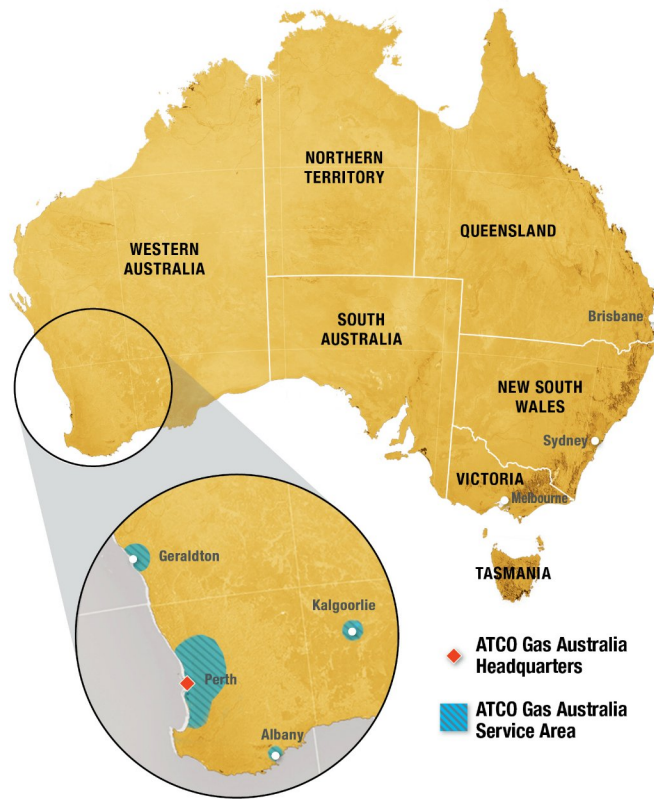 NORTHERN
TERRITORY
QUEENSLAND
WESTERN
AUSTRALIA
SOUTH
AUSTRALIA
Brisbane
NEW SOUTH
WALES
Sydney
VICTORIA
Melbourne
TASMANIA
Geraldton
Kalgoorlie
Perth
Albany
ATCO Gas Australia
Headquarters
ATCO Gas Australia
Service Area